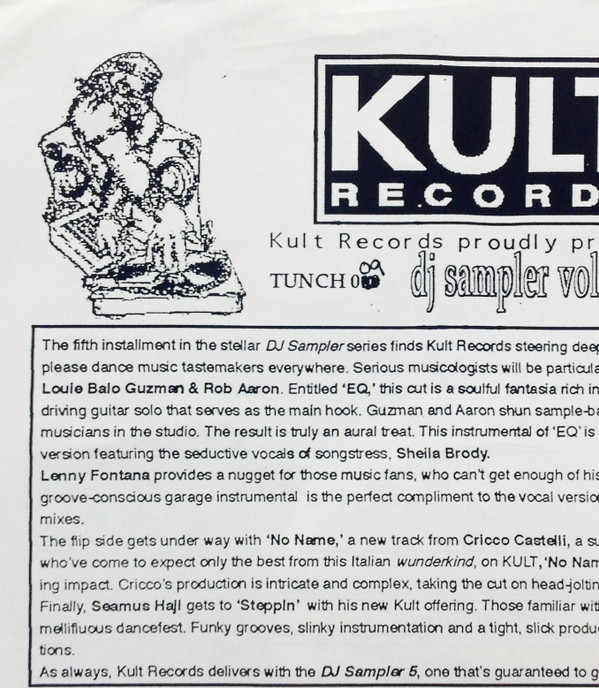 KULT
RECORD
Kult Records proudly pr
TUNCH 009
dj sampler vol
The fifth installment in the stellar DJ Sampler series finds Kult Records steering deep
please dance music tastemakers everywhere. Serious musicologists will be particula
Louie Balo Guzman & Rob Aaron. Entitled ‘EQ,’ this cut is a soulful fantasia rich in
driving guitar solo that serves as the main hook. Guzman and Aaron shun sample-ba
musicians in the studio. The result is truly an aural treat. This instrumental of ‘EQ’ is
version featuring the seductive vocals of songstress, Sheila Brody.
Lenny Fontana provides a nugget for those music fans, who can’t get enough of his
groove-conscious garage instrumental is the perfect compliment to the vocal versio
mixes.
The flip side gets under way with ‘No Name,’ a new track from Cricco Castelli, a su
who’ve come to expect only the best from this Italian wunderkind, on KULT, ‘No Nam
ing impact. Cricco’s production is intricate and complex, taking the cut on head-joltin
Finally, Seamus Haji gets to ‘Steppin’ with his new Kult offering. Those familiar wit
mellifluous dancefest. Funky grooves, slinky instrumentation and a tight, slick produc
tions.
As always, Kult Records delivers with the DJ Sampler 5, one that’s guaranteed to g